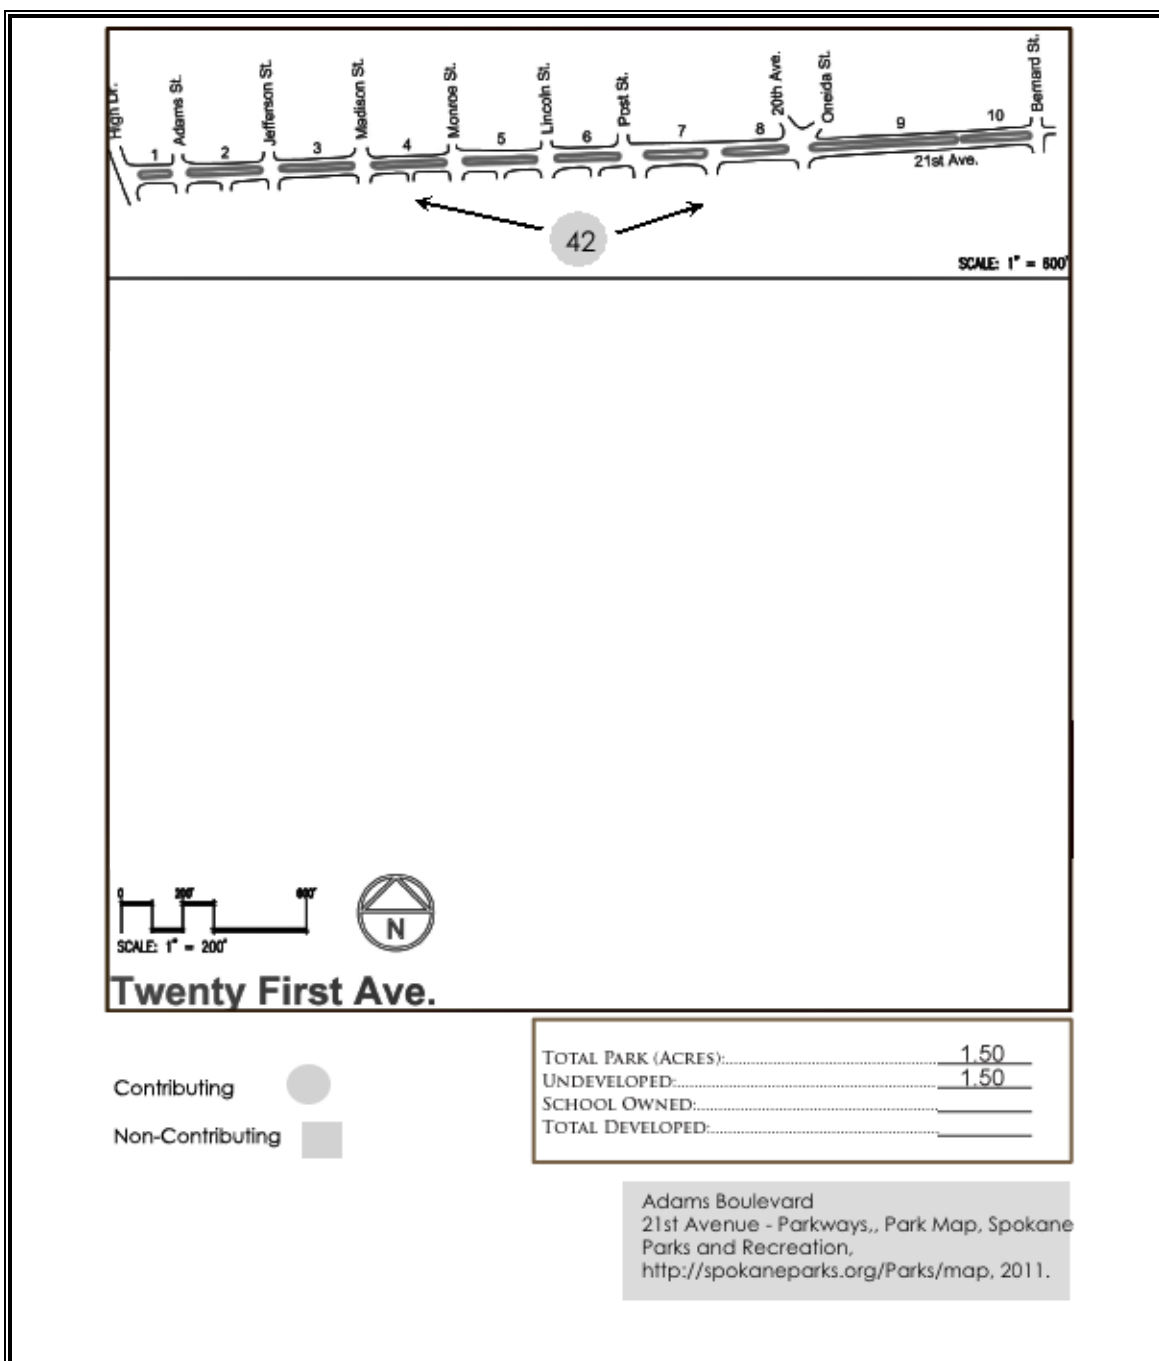 High Dr.
Adams St.
Jefferson St.
Madison St.
Monroe St.
Lincoln St.
Post St.
20th Ave.
Oneida St.
Bernard St.
1 2 3 4 5 6 7 8 9 10
21st Ave.
42
SCALE: 1" = 600'
0 200' 600'
SCALE: 1" = 200'
N
Twenty First Ave.
Contributing
Non-Contributing
TOTAL PARK (ACRES): 1.50
UNDEVELOPED: 1.50
SCHOOL OWNED:
TOTAL DEVELOPED:
Adams Boulevard
21st Avenue - Parkways,, Park Map, Spokane
Parks and Recreation,
http://spokaneparks.org/Parks/map, 2011.